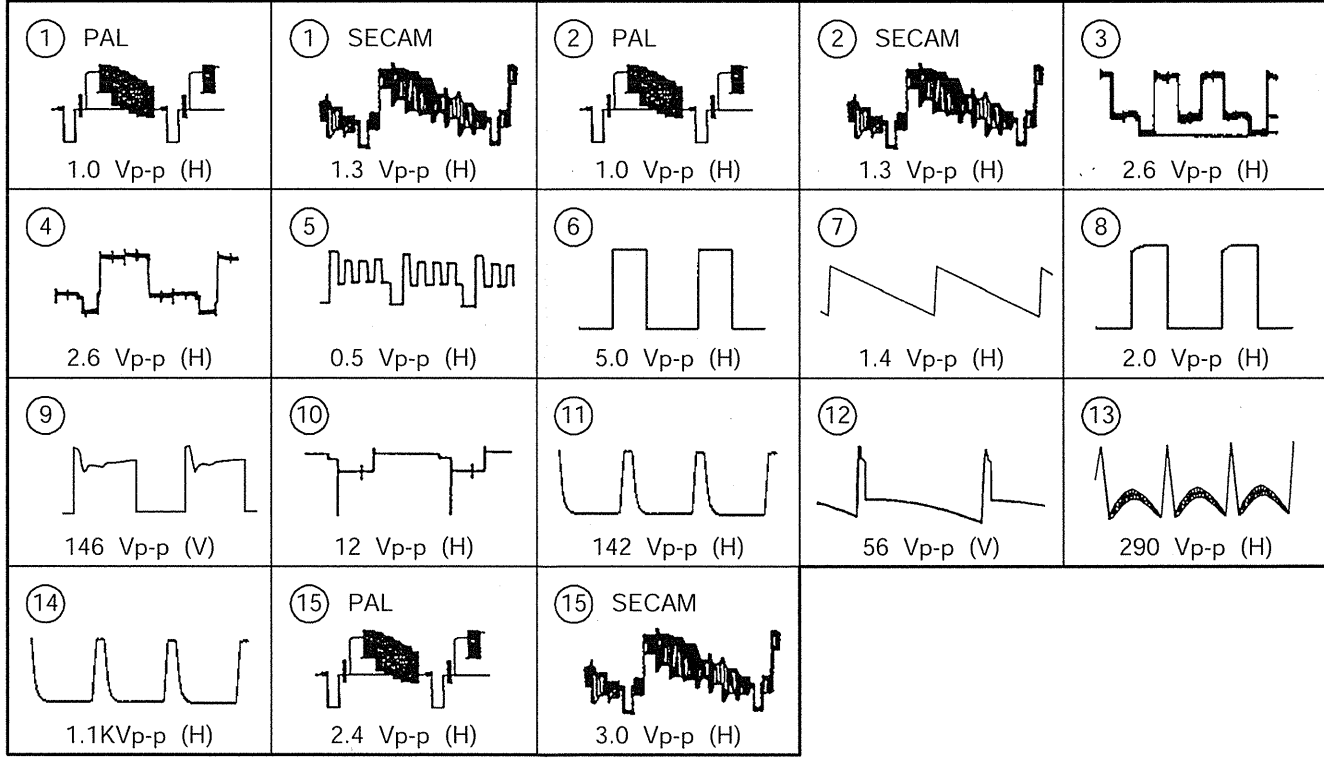 ① PAL
1.0 Vp-p (H)
① SECAM
1.3 Vp-p (H)
② PAL
1.0 Vp-p (H)
② SECAM
1.3 Vp-p (H)
③
2.6 Vp-p (H)
④
2.6 Vp-p (H)
⑤
0.5 Vp-p (H)
⑥
5.0 Vp-p (H)
⑦
1.4 Vp-p (H)
⑧
2.0 Vp-p (H)
⑨
146 Vp-p (V)
⑩
12 Vp-p (H)
⑪
142 Vp-p (H)
⑫
56 Vp-p (V)
⑬
290 Vp-p (H)
⑭
1.1KVp-p (H)
⑮ PAL
2.4 Vp-p (H)
⑮ SECAM
3.0 Vp-p (H)